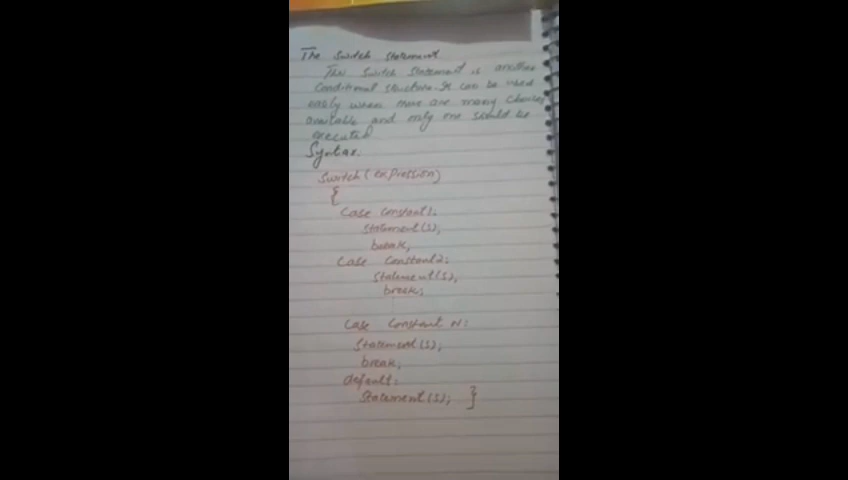 The Switch Statement
The Switch Statement is another
Conditional structure. It can be used
easily when there are many choices
available and only one should be
executed
Syntax:
Switch (expression)
{
Case Constant1:
Statement(s);
break;
Case Constant2:
Statement(s);
break;
Case Constant N:
Statement(s);
break;
default:
Statement(s); }